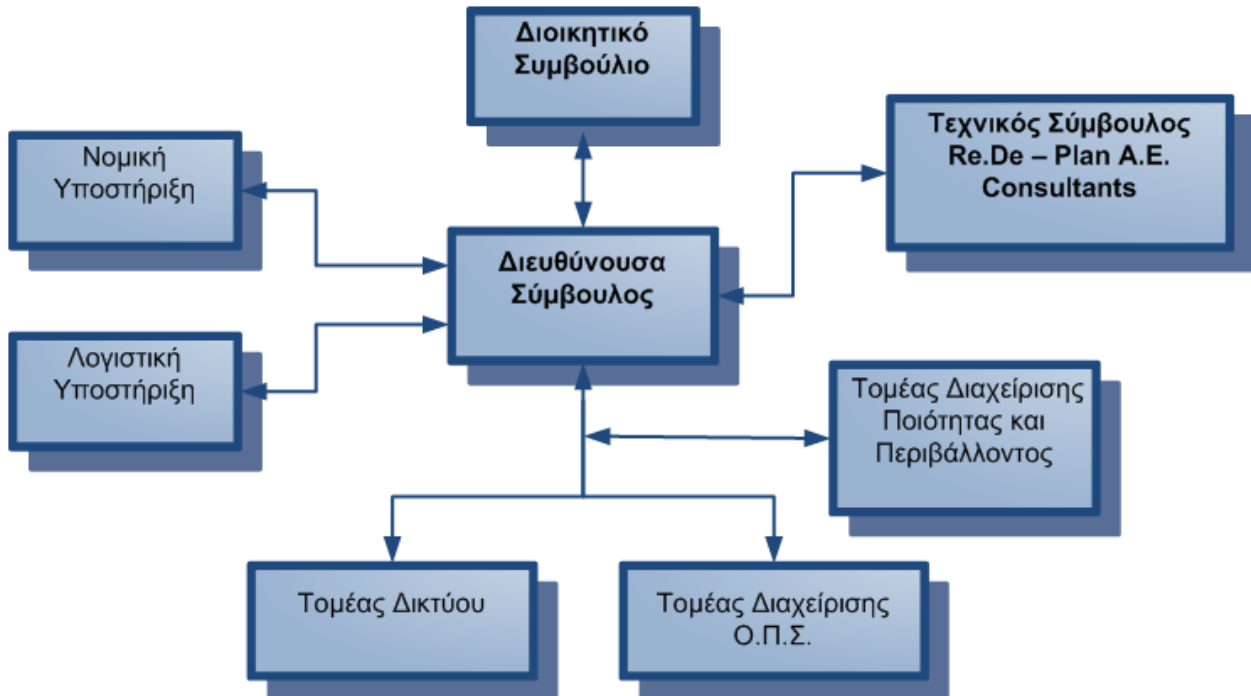 Διοικητικό
Συμβούλιο
Τεχνικός Σύμβουλος
Re.De – Plan A.E.
Consultants
Νομική
Υποστήριξη
Διευθύνουσα
Σύμβουλος
Λογιστική
Υποστήριξη
Τομέας Διαχείρισης
Ποιότητας και
Περιβάλλοντος
Τομέας Δικτύου
Τομέας Διαχείρισης
Ο.Π.Σ.